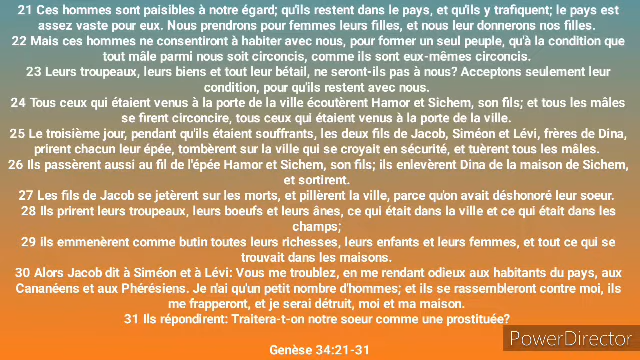 21 Ces hommes sont paisibles à notre égard; qu'ils restent dans le pays, et qu'ils y trafiquent; le pays est
assez vaste pour eux. Nous prendrons pour femmes leurs filles, et nous leur donnerons nos filles.
22 Mais ces hommes ne consentiront à habiter avec nous, pour former un seul peuple, qu'à la condition que
tout mâle parmi nous soit circoncis, comme ils sont eux-mêmes circoncis.
23 Leurs troupeaux, leurs biens et tout leur bétail, ne seront-ils pas à nous? Acceptons seulement leur
condition, pour qu'ils restent avec nous.
24 Tous ceux qui étaient venus à la porte de la ville écoutèrent Hamor et Sichem, son fils; et tous les mâles
se firent circoncire, tous ceux qui étaient venus à la porte de la ville.
25 Le troisième jour, pendant qu'ils étaient souffrants, les deux fils de Jacob, Siméon et Lévi, frères de Dina,
prirent chacun leur épée, tombèrent sur la ville qui se croyait en sécurité, et tuèrent tous les mâles.
26 Ils passèrent aussi au fil de l'épée Hamor et Sichem, son fils; ils enlevèrent Dina de la maison de Sichem,
et sortirent.
27 Les fils de Jacob se jetèrent sur les morts, et pillèrent la ville, parce qu'on avait déshonoré leur soeur.
28 Ils prirent leurs troupeaux, leurs boeufs et leurs ânes, ce qui était dans la ville et ce qui était dans les
champs;
29 ils emmenèrent comme butin toutes leurs richesses, leurs enfants et leurs femmes, et tout ce qui se
trouvait dans les maisons.
30 Alors Jacob dit à Siméon et à Lévi: Vous me troublez, en me rendant odieux aux habitants du pays, aux
Cananéens et aux Phérésiens. Je n'ai qu'un petit nombre d'hommes; et ils se rassembleront contre moi, ils
me frapperont, et je serai détruit, moi et ma maison.
31 Ils répondirent: Traitera-t-on notre soeur comme une prostituée?
PowerDirector
Genèse 34:21-31